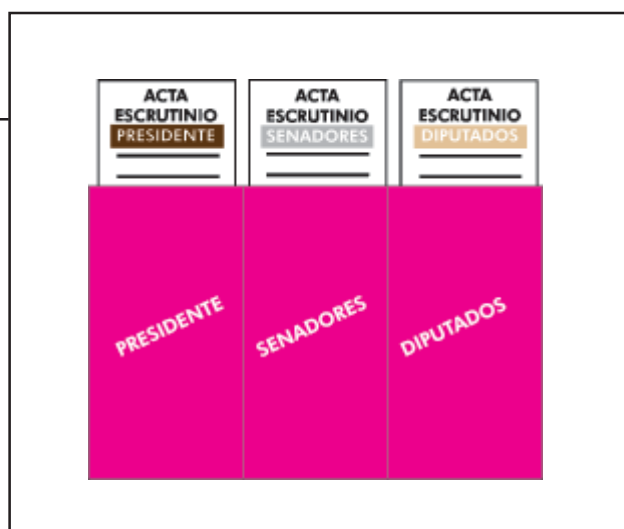 ACTA
ESCRUTINIO
PRESIDENTE
ACTA
ESCRUTINIO
SENADORES
ACTA
ESCRUTINIO
DIPUTADOS
PRESIDENTE
SENADORES
DIPUTADOS